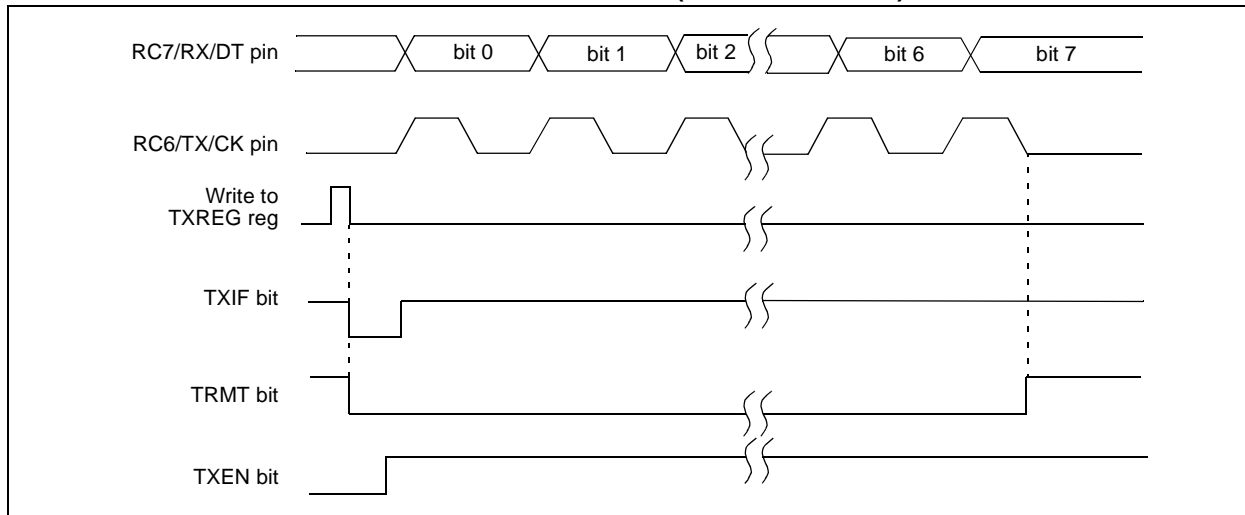 RC7/RX/DT pin
bit 0
bit 1
bit 2
bit 6
bit 7
RC6/TX/CK pin
Write to
TXREG reg
TXIF bit
TRMT bit
TXEN bit